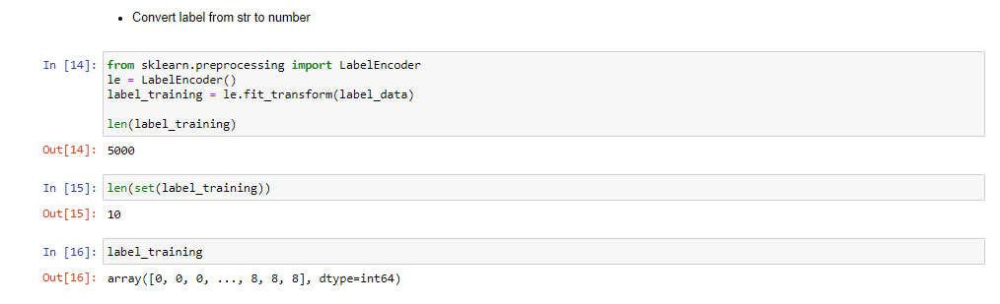 • Convert label from str to number
In [14]: from sklearn.preprocessing import LabelEncoder
le = LabelEncoder()
label_training = le.fit_transform(label_data)
len(label_training)
Out[14]: 5000
In [15]: len(set(label_training))
Out[15]: 10
In [16]: label_training
Out[16]: array([0, 0, 0, ..., 8, 8, 8], dtype=int64)